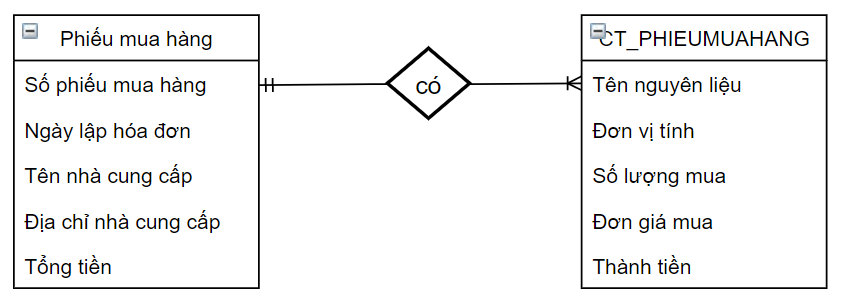 Phiếu mua hàng
Số phiếu mua hàng
Ngày lập hóa đơn
Tên nhà cung cấp
Địa chỉ nhà cung cấp
Tổng tiền
CÓ
CT_PHIEUMUAHANG
Tên nguyên liệu
Đơn vị tính
Số lượng mua
Đơn giá mua
Thành tiền